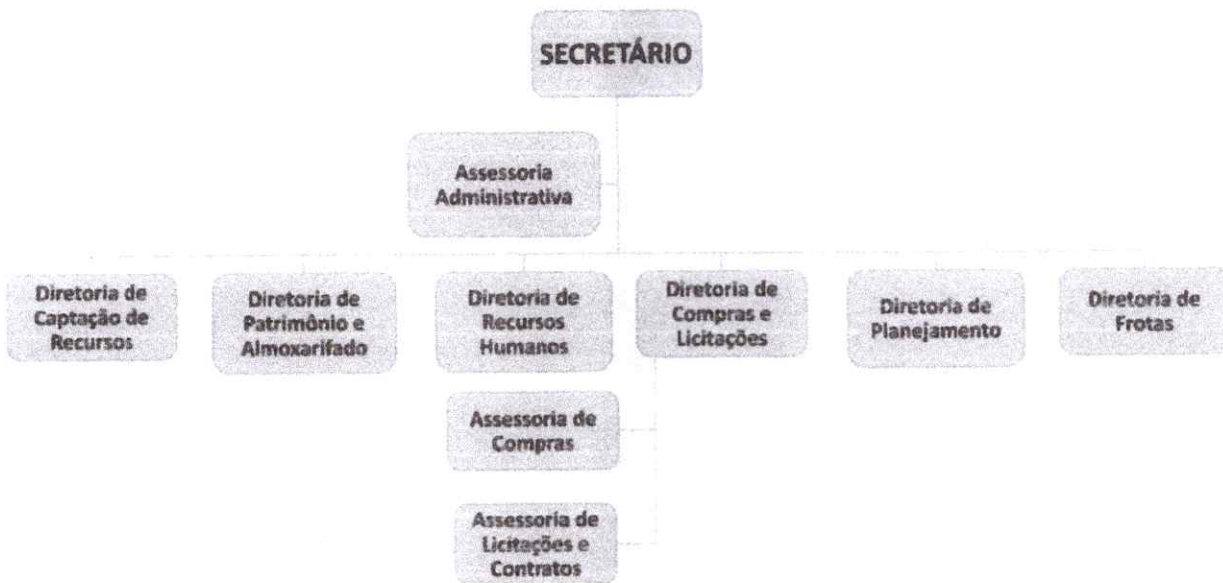 SECRETÁRIO
Assessoria
Administrativa
Diretoria de
Captação de
Recursos
Diretoria de
Patrimônio e
Almoxarifado
Diretoria de
Recursos
Humanos
Diretoria de
Compras e
Licitações
Diretoria de
Planejamento
Diretoria de
Frotas
Assessoria de
Compras
Assessoria de
Licitações e
Contratos